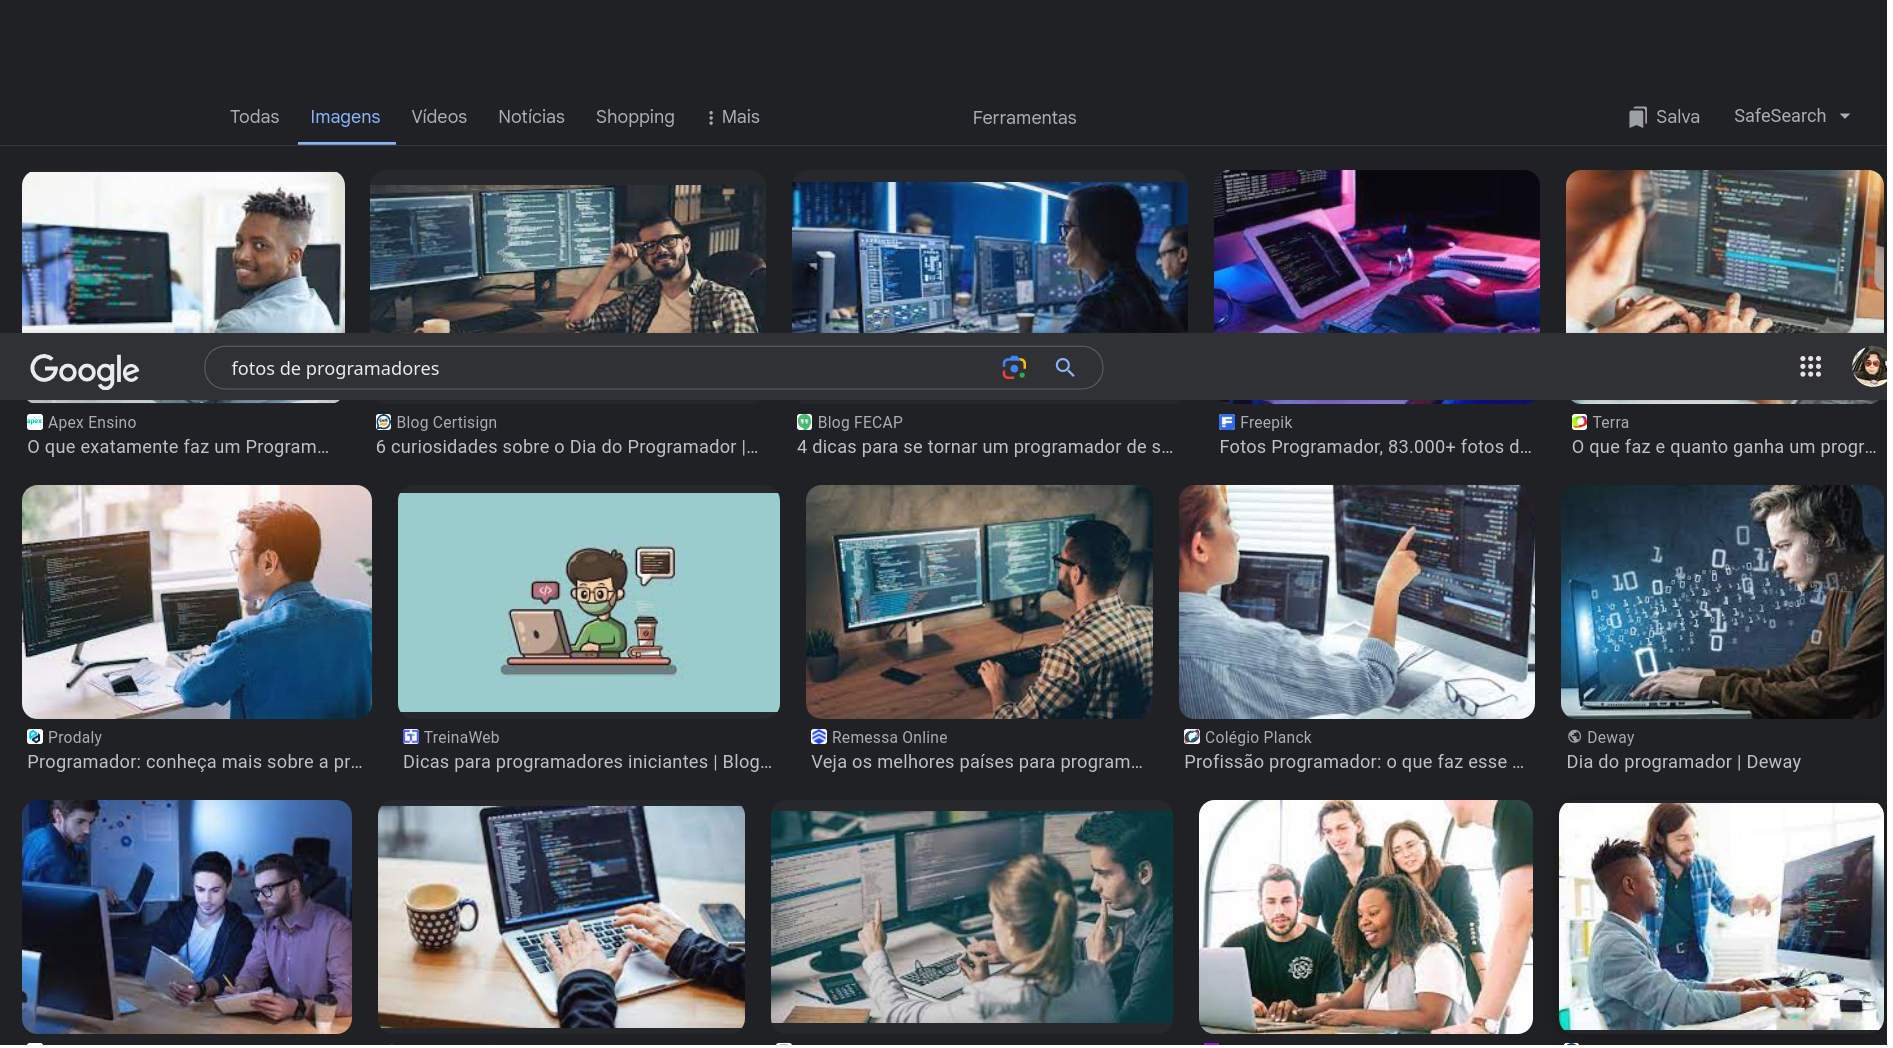 Todas Imagens Vídeos Notícias Shopping Mais Ferramentas Salva SafeSearch
Google fotos de programadores
Apex Ensino
O que exatamente faz um Program...
Blog Certisign
6 curiosidades sobre o Dia do Programador |...
Blog FECAP
4 dicas para se tornar um programador de s...
Freepik
Fotos Programador, 83.000+ fotos d...
Terra
O que faz e quanto ganha um progr...
Prodaly
Programador: conheça mais sobre a pr...
TreinaWeb
Dicas para programadores iniciantes | Blog...
Remessa Online
Veja os melhores países para program...
Colégio Planck
Profissão programador: o que faz esse ...
Deway
Dia do programador | Deway